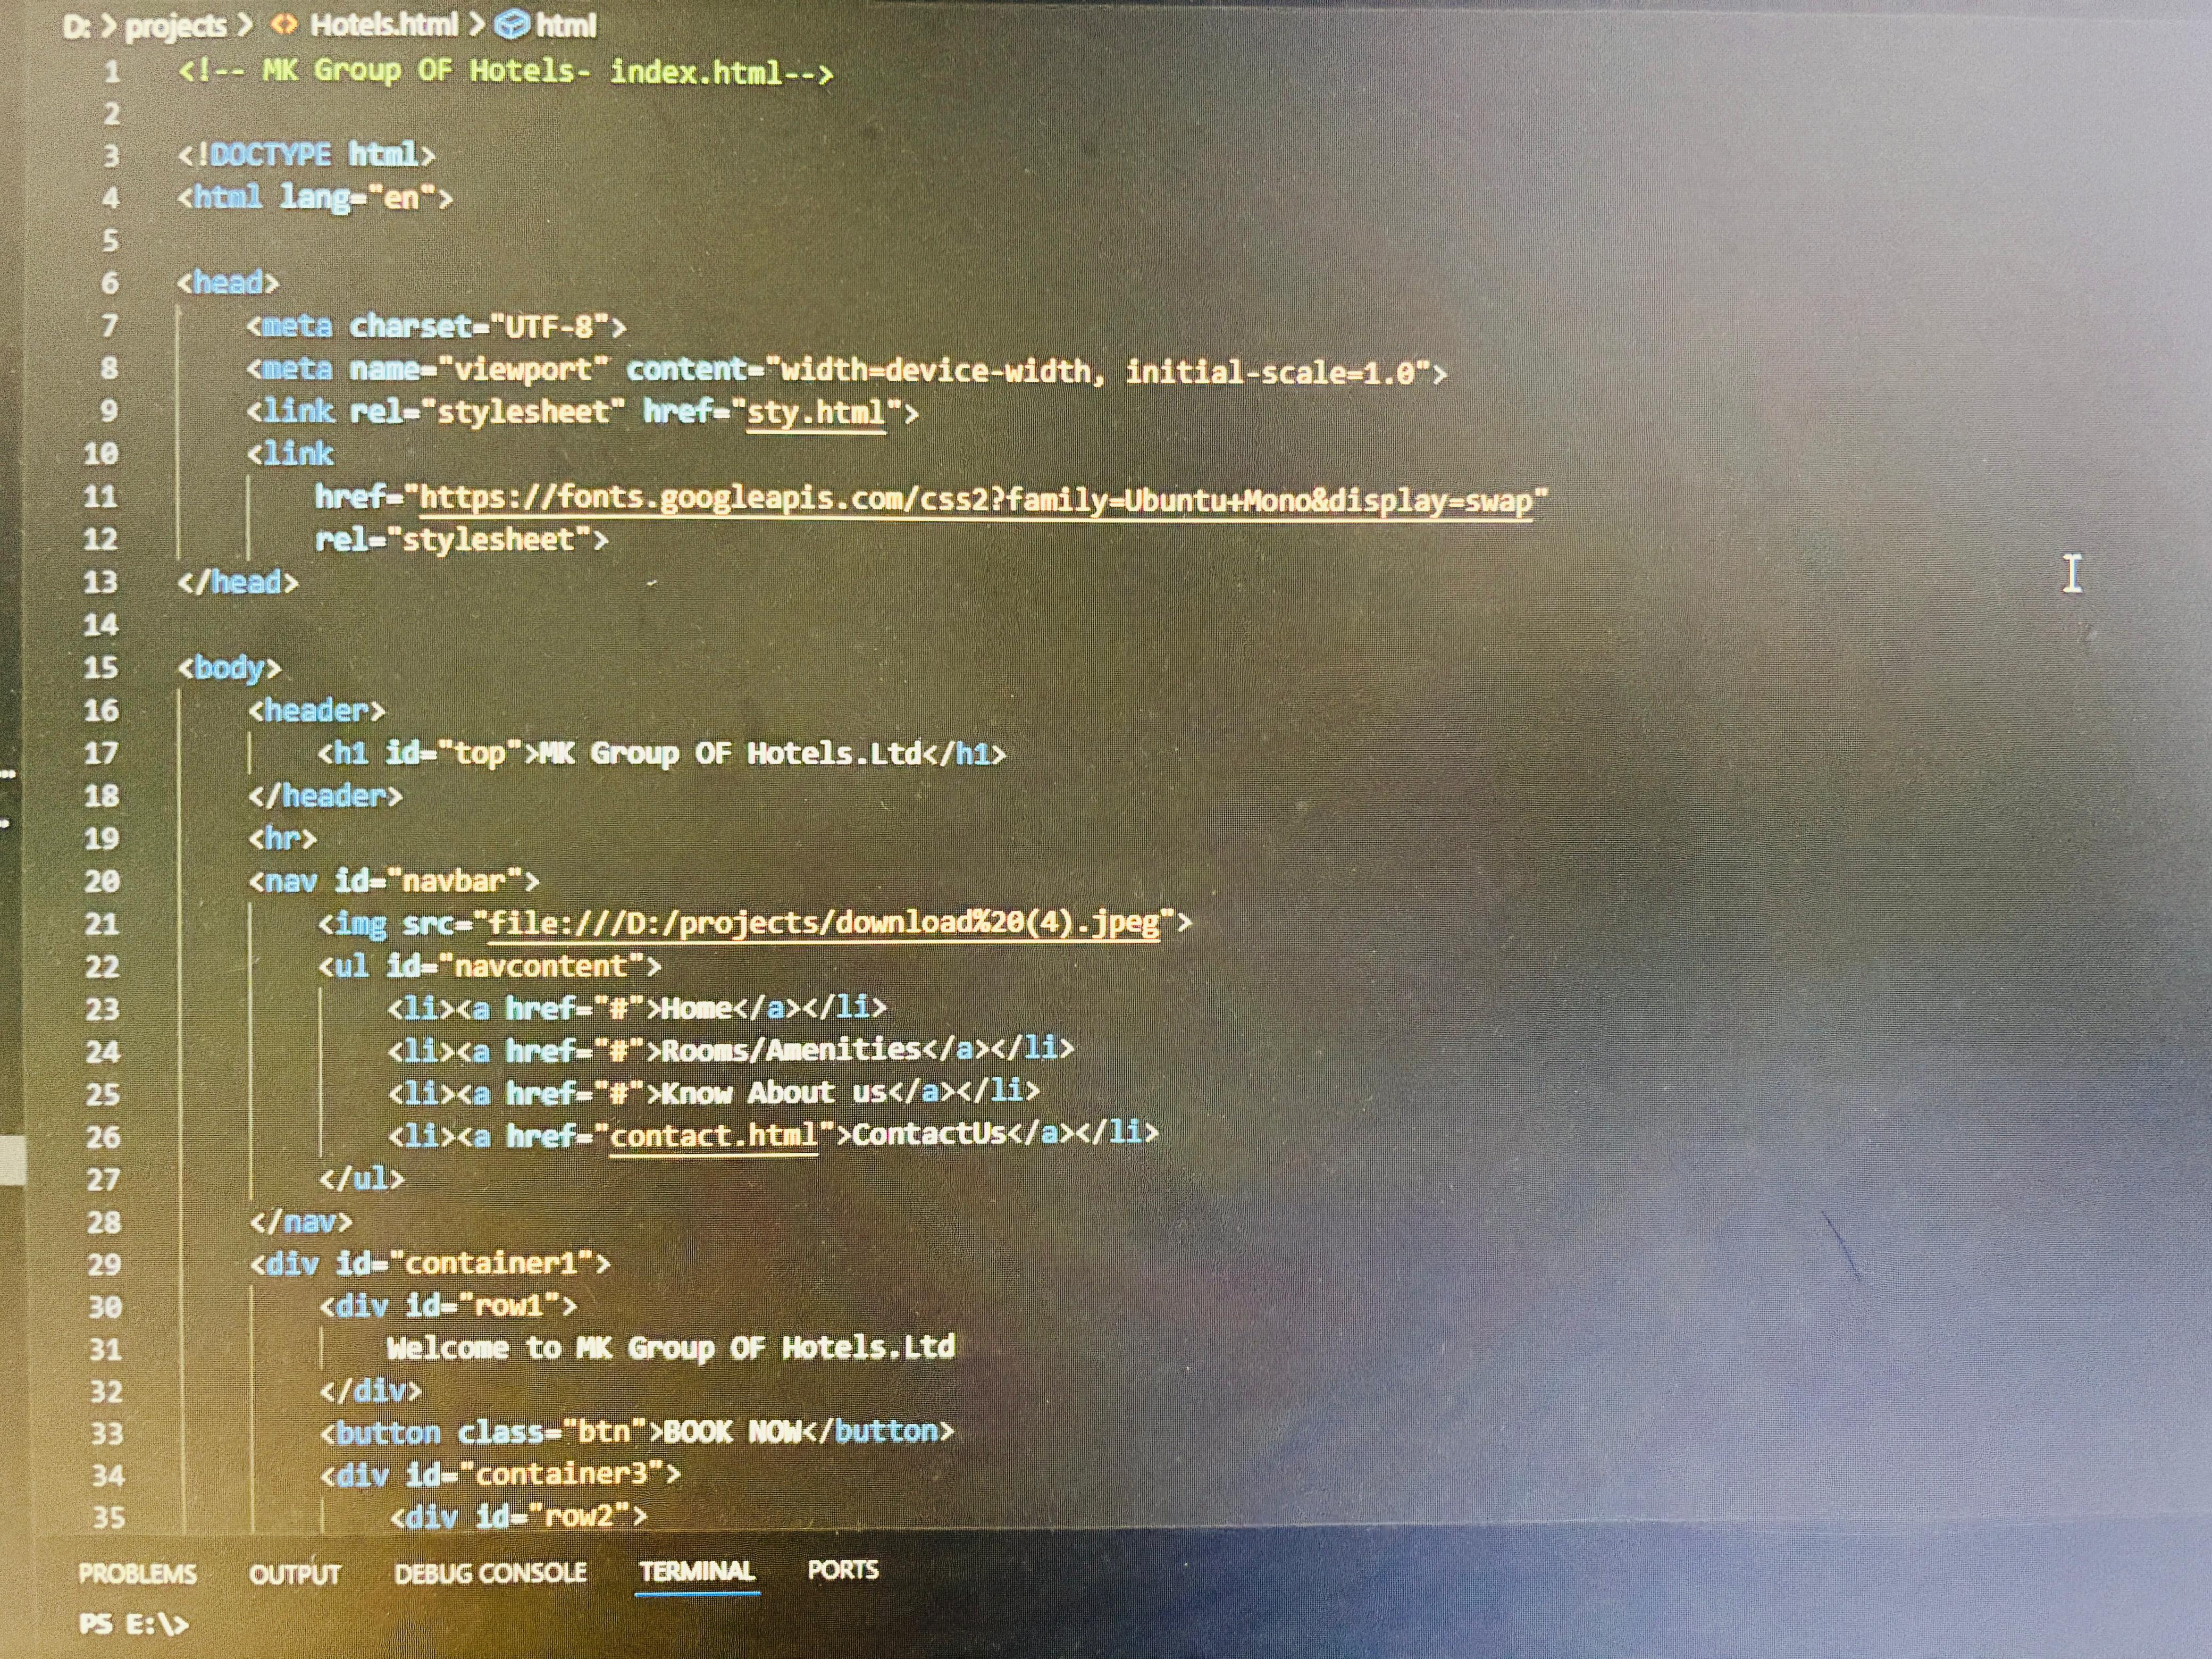 D: > projects > Hotels.html > html
1 <!-- MK Group OF Hotels- index.html-->
2
3 <!DOCTYPE html>
4 <html lang="en">
5
6 <head>
7 <meta charset="UTF-8">
8 <meta name="viewport" content="width=device-width, initial-scale=1.0">
9 <link rel="stylesheet" href="sty.html">
10 <link
11 href="https://fonts.googleapis.com/css2?family=Ubuntu+Mono&display=swap"
12 rel="stylesheet">
13 </head>
14
15 <body>
16 <header>
17 <h1 id="top">MK Group OF Hotels.Ltd</h1>
18 </header>
19 <hr>
20 <nav id="navbar">
21 <img src="file:///D:/projects/download%20(4).jpeg">
22 <ul id="navcontent">
23 <li><a href="#">Home</a></li>
24 <li><a href="#">Rooms/Amenities</a></li>
25 <li><a href="#">Know About us</a></li>
26 <li><a href="contact.html">ContactUs</a></li>
27 </ul>
28 </nav>
29 <div id="container1">
30 <div id="row1">
31 Welcome to MK Group OF Hotels.Ltd
32 </div>
33 <button class="btn">BOOK NOW</button>
34 <div id="container3">
35 <div id="row2">
PROBLEMS OUTPUT DEBUG CONSOLE TERMINAL PORTS
PS E:\>